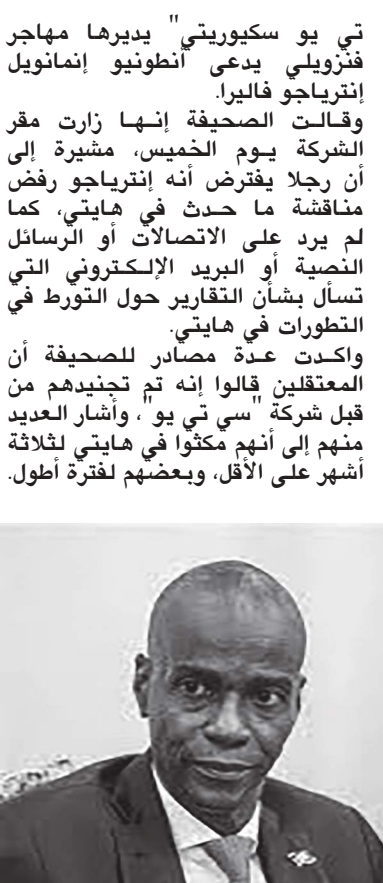 تي يو سكيوريتي" يديرها مهاجر
فنزويلي يدعى أنطونيو إنمانويل
إنترياجو فاليرا.
وقالت الصحيفة إنها زارت مقر
الشركة يوم الخميس، مشيرة إلى
أن رجلا يفترض أنه إنترياجو رفض
مناقشة ما حدث في هايتي، كما
لم يرد على الاتصالات أو الرسائل
النصية أو البريد الإلكتروني التي
تسأل بشأن التقارير حول التورط في
التطورات في هايتي.
واكدت عدة مصادر للصحيفة أن
المعتقلين قالوا إنه تم تجنيدهم من
قبل شركة "سي تي يو"، وأشار العديد
منهم إلى أنهم مكثوا في هايتي لثلاثة
أشهر على الأقل، وبعضهم لفترة أطول.